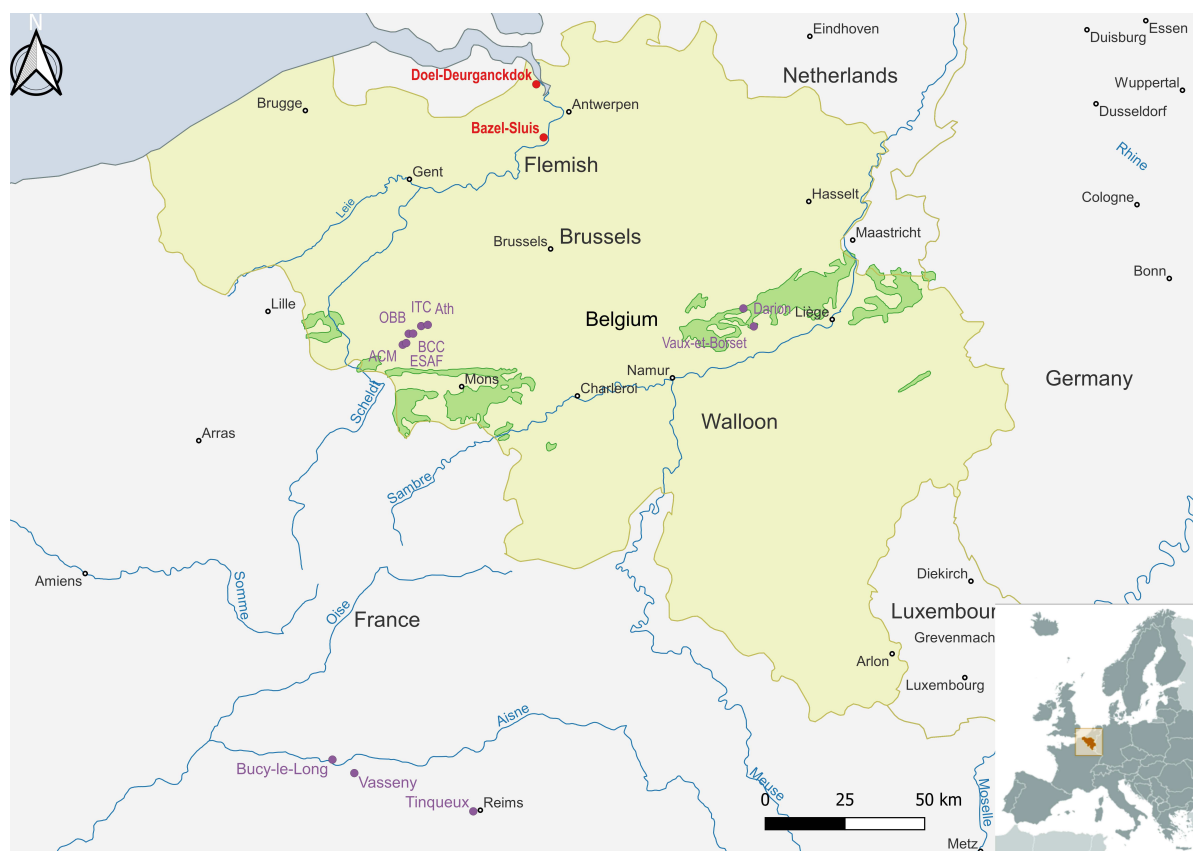 N
Eindhoven
Duisburg
Essen
Doel-Deurganckdok
Netherlands
Wuppertal
Brugge
Antwerpen
Dusseldorf
Bazel-Sluis
Flemish
Rhine
Gent
Hasselt
Cologne
Leie
Brussels
Brussels
Maastricht
Bonn
Lille
ITC Ath
OBB
Darion
Liège
Belgium
BCC
ACM
ESAF
Vaux-et-Borset
Namur
Mons
Charleroi
Germany
Scheldt
Walloon
Arras
Sambre
Amiens
Somme
Oise
Diekirch
France
Luxembour
Grevenmach
Arlon
Luxembourg
Aisne
Bucy-le-Long
Vasseny
Meuse
Moselle
Tinqueux
Reims
0 25 50 km
Metz